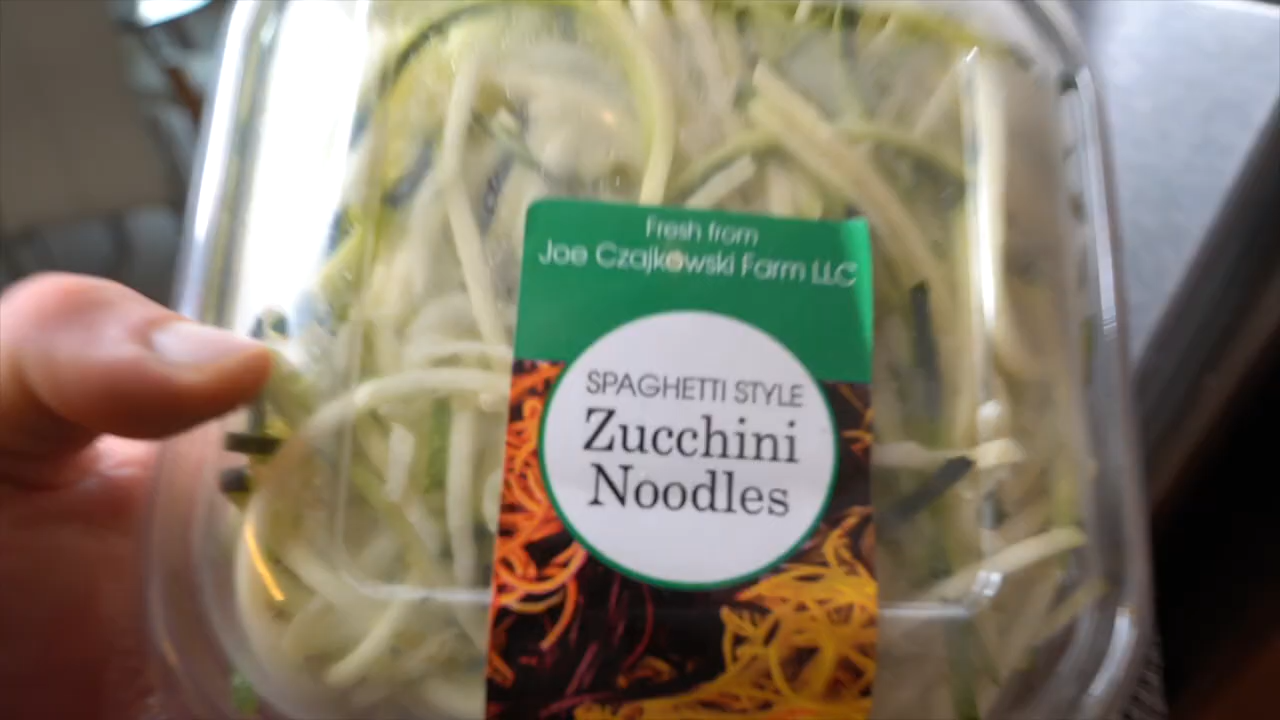 Fresh from
Joe Czajkowski Farm LLC
SPAGHETTI STYLE
Zucchini
Noodles